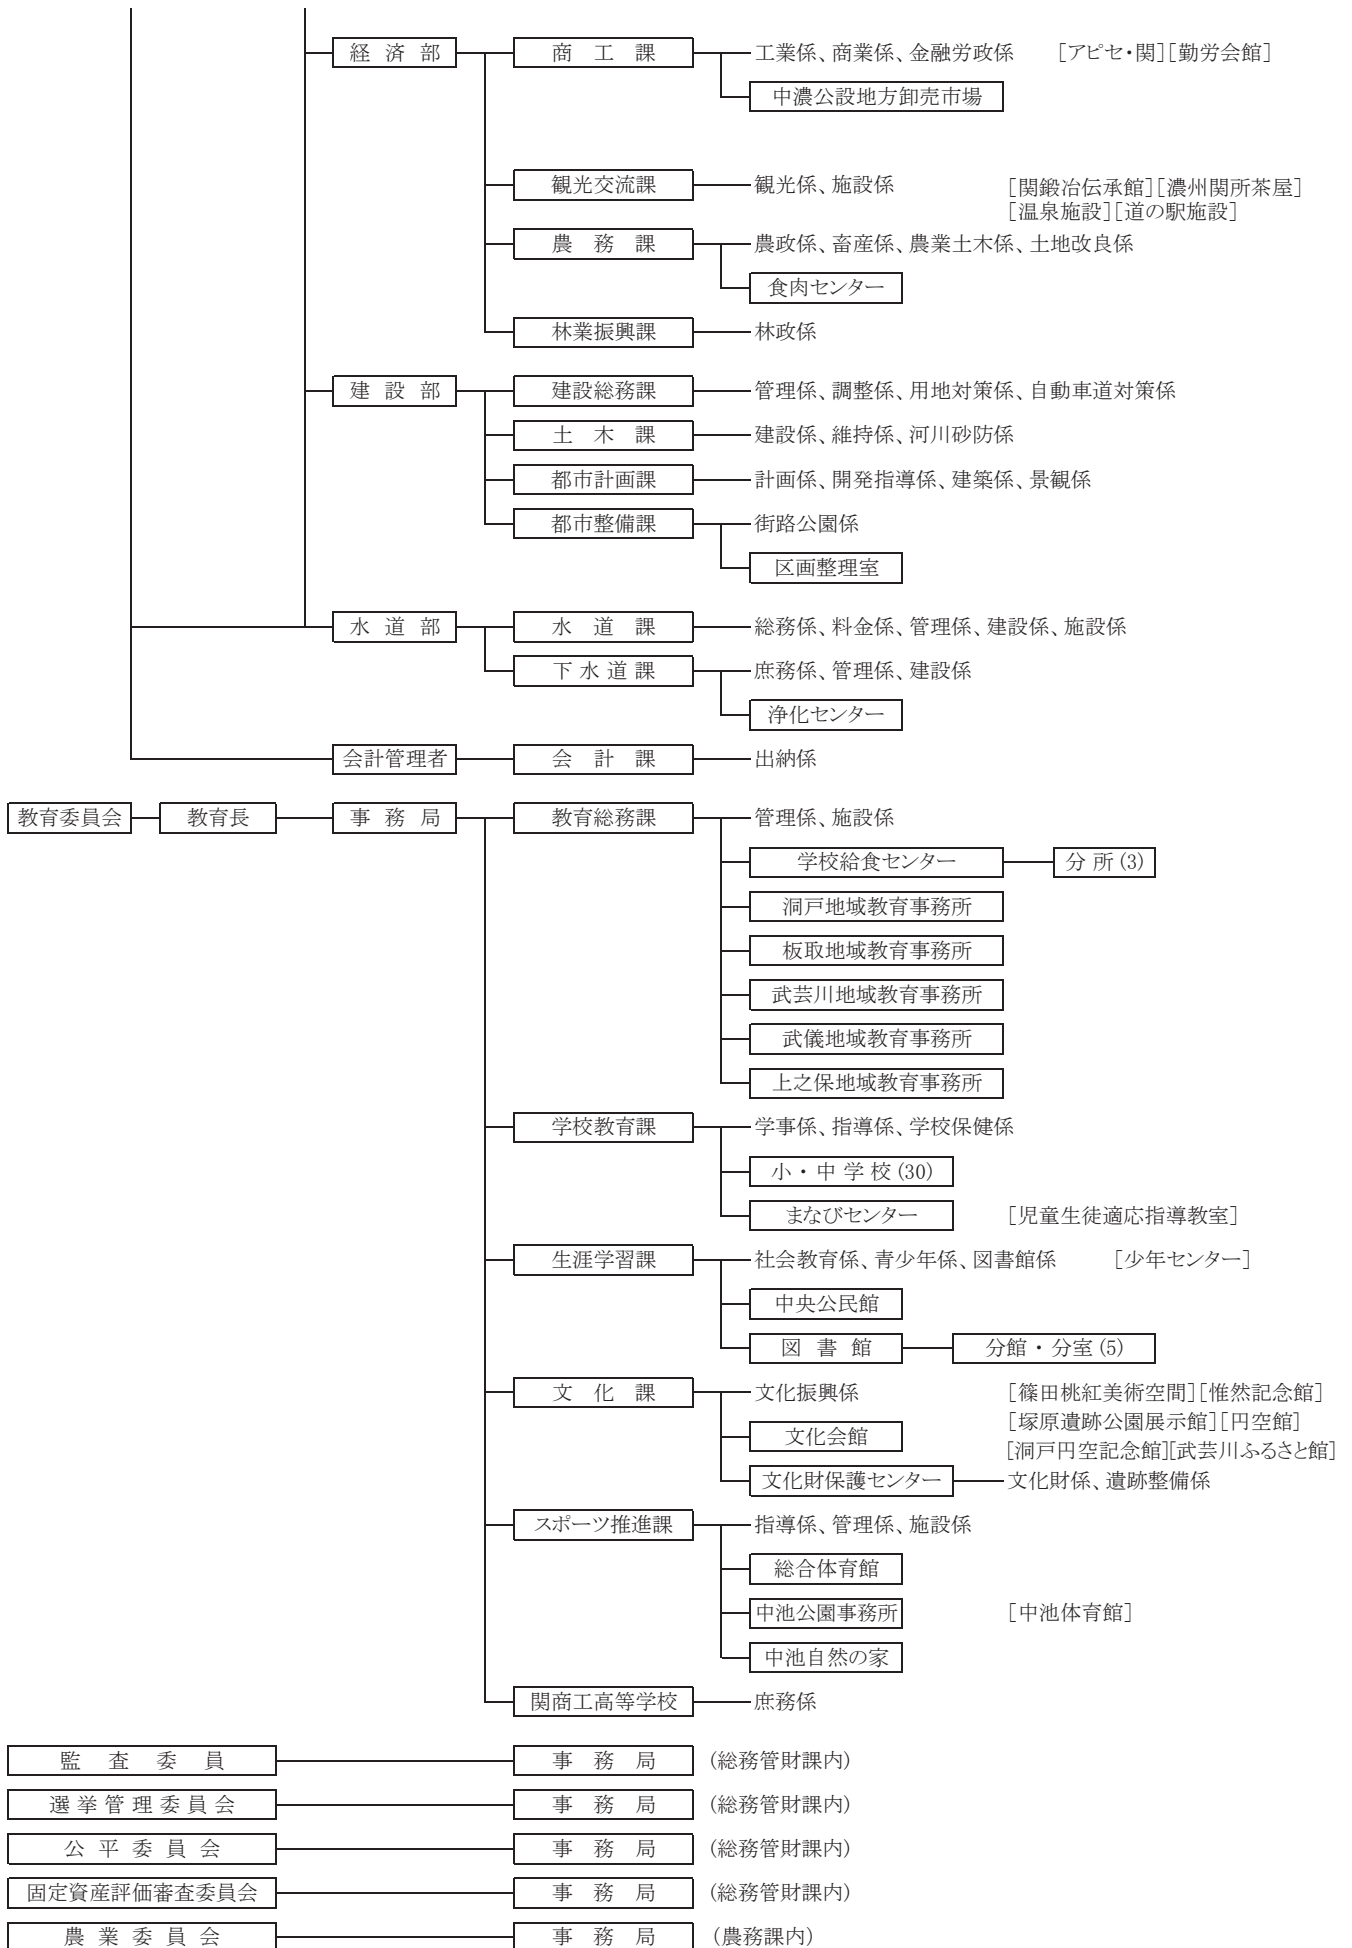 経済部 商工課 工業係、商業係、金融労政係 ［アピセ・関］［勤労会館］
中濃公設地方卸売市場
観光交流課 観光係、施設係 ［関鍛冶伝承館］［濃州関所茶屋］
［温泉施設］［道の駅施設］
農務課 農政係、畜産係、農業土木係、土地改良係
食肉センター
林業振興課 林政係
建設部 建設総務課 管理係、調整係、用地対策係、自動車道対策係
土木課 建設係、維持係、河川砂防係
都市計画課 計画係、開発指導係、建築係、景観係
都市整備課 街路公園係
区画整理室
水道部 水道課 総務係、料金係、管理係、建設係、施設係
下水道課 庶務係、管理係、建設係
浄化センター
会計管理者 会計課 出納係
教育委員会 教育長 事務局 教育総務課 管理係、施設係
学校給食センター 分所(3)
洞戸地域教育事務所
板取地域教育事務所
武芸川地域教育事務所
武儀地域教育事務所
上之保地域教育事務所
学校教育課 学事係、指導係、学校保健係
小・中学校(30)
まなびセンター ［児童生徒適応指導教室］
生涯学習課 社会教育係、青少年係、図書館係 ［少年センター］
中央公民館
図書館 分館・分室(5)
文化課 文化振興係 ［篠田桃紅美術空間］［惟然記念館］
文化会館 ［塚原遺跡公園展示館］［円空館］
［洞戸円空記念館］［武芸川ふるさと館］
文化財保護センター 文化財係、遺跡整備係
スポーツ推進課 指導係、管理係、施設係
総合体育館
中池公園事務所 ［中池体育館］
中池自然の家
関商工高等学校 庶務係
監査委員 事務局 (総務管財課内)
選挙管理委員会 事務局 (総務管財課内)
公平委員会 事務局 (総務管財課内)
固定資産評価審査委員会 事務局 (総務管財課内)
農業委員会 事務局 (農務課内)